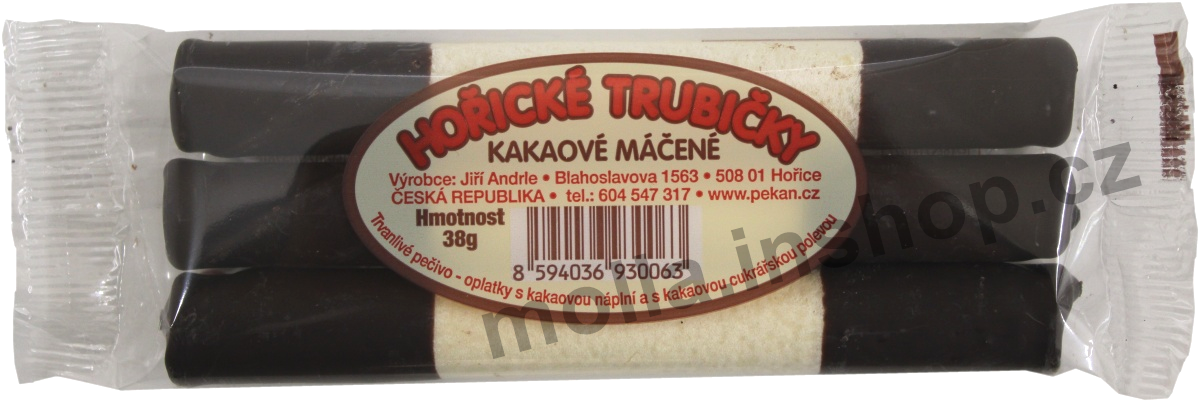 HOŘICKÉ TRUBIČKY
KAKAOVÉ MÁČENÉ
Výrobce: Jiří Andrle • Blahoslavova 1563 • 508 01 Hořice
ČESKÁ REPUBLIKA • tel.: 604 547 317 • www.pekan.cz
Hmotnost
38g
8 594036 930063
Trvanlivé pečivo - oplatky s kakaovou náplní a s kakaovou cukrářskou polevou
molla.inshop.cz